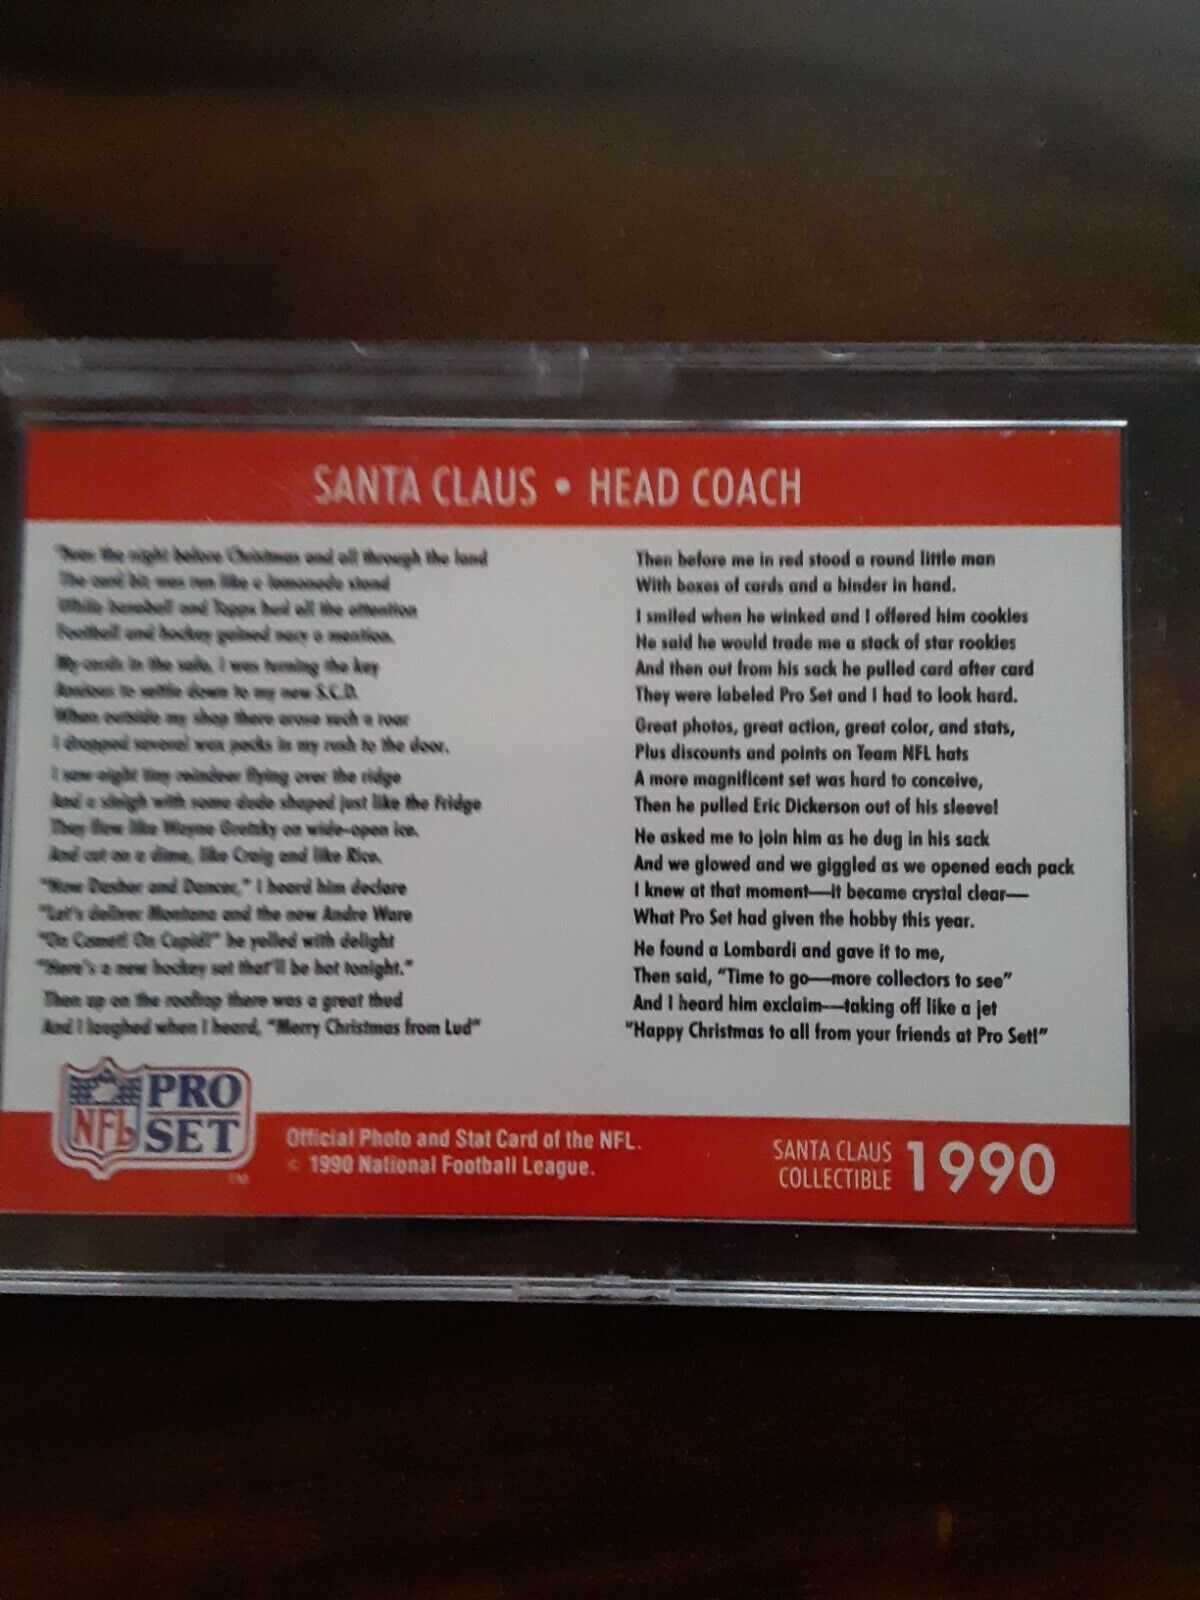 SANTA CLAUS • HEAD COACH
'Twas the night before Christmas and all through the land
The card biz was run like a lemonade stand
While baseball and Topps had all the attention
Football and hockey gained nary a mention.
My cards in the safe, I was turning the key
Anxious to settle down to my new S.C.D.
When outside my shop there arose such a roar
I dropped several wax packs in my rush to the door.
I saw eight tiny reindeer flying over the ridge
And a sleigh with some dude shaped just like the Fridge
They flew like Wayne Gretzky on wide-open ice.
And cut on a dime, like Craig and like Rice.
"Now Dasher and Dancer," I heard him declare
"Let's deliver Montana and the new Andre Ware
"On Comet! On Cupid!" he yelled with delight
"Here's a new hockey set that'll be hot tonight."
Then up on the rooftop there was a great thud
And I laughed when I heard, "Merry Christmas from Lud"
Then before me in red stood a round little man
With boxes of cards and a binder in hand.
I smiled when he winked and I offered him cookies
He said he would trade me a stack of star rookies
And then out from his sack he pulled card after card
They were labeled Pro Set and I had to look hard.
Great photos, great action, great color, and stats,
Plus discounts and points on Team NFL hats
A more magnificent set was hard to conceive,
Then he pulled Eric Dickerson out of his sleeve!
He asked me to join him as he dug in his sack
And we glowed and we giggled as we opened each pack
I knew at that moment—it became crystal clear—
What Pro Set had given the hobby this year.
He found a Lombardi and gave it to me,
Then said, "Time to go—more collectors to see"
And I heard him exclaim—taking off like a jet
"Happy Christmas to all from your friends at Pro Set!"
NFL PRO SET TM
Official Photo and Stat Card of the NFL.
© 1990 National Football League.
SANTA CLAUS
COLLECTIBLE 1990